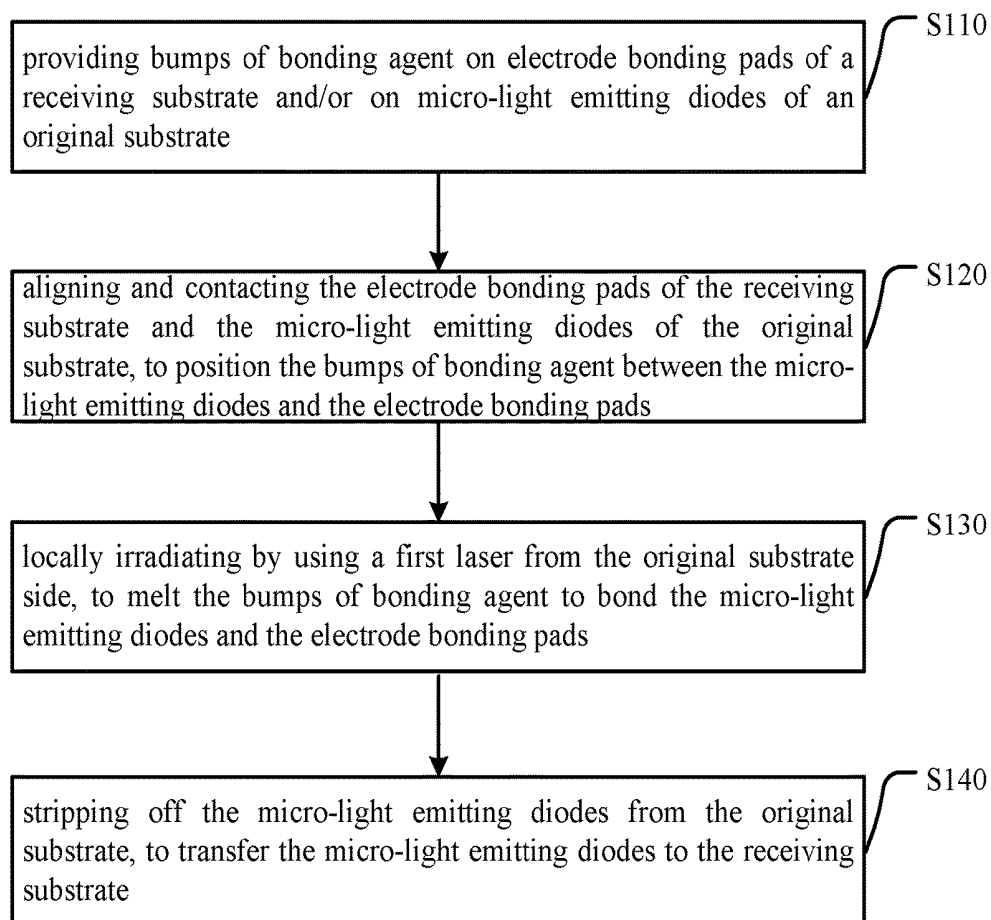 S110
providing bumps of bonding agent on electrode bonding pads of a
receiving substrate and/or on micro-light emitting diodes of an
original substrate
S120
aligning and contacting the electrode bonding pads of the receiving
substrate and the micro-light emitting diodes of the original
substrate, to position the bumps of bonding agent between the micro-
light emitting diodes and the electrode bonding pads
S130
locally irradiating by using a first laser from the original substrate
side, to melt the bumps of bonding agent to bond the micro-light
emitting diodes and the electrode bonding pads
S140
stripping off the micro-light emitting diodes from the original
substrate, to transfer the micro-light emitting diodes to the receiving
substrate